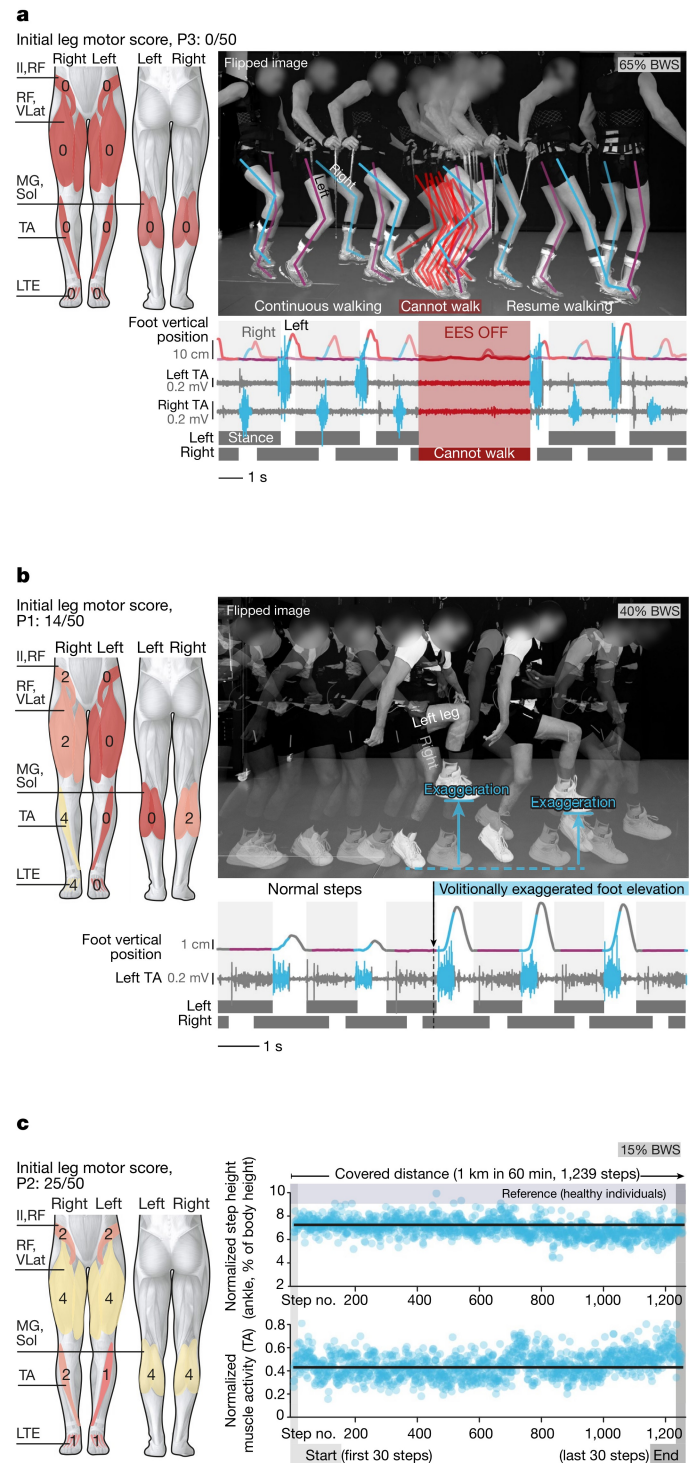 a
Initial leg motor score, P3: 0/50
Right Left Left Right
Il,RF
0 0
RF,
VLat
0 0
MG,
Sol
TA
0 0 0 0
LTE
0 0
Flipped image
65% BWS
Right
Left
Continuous walking
Cannot walk
Resume walking
Foot vertical
position
10 cm
Right
Left
EES OFF
Left TA
0.2 mV
Right TA
0.2 mV
Left
Stance
Right
Cannot walk
1 s
b
Initial leg motor score,
P1: 14/50
Right Left Left Right
Il,RF
2 0
RF,
VLat
2 0
MG,
Sol
TA
4 0 0 2
LTE
4 0
Flipped image
40% BWS
Left leg
Right
Exaggeration
Exaggeration
Normal steps
Volitionally exaggerated foot elevation
Foot vertical
position
1 cm
Left TA 0.2 mV
Left
Right
1 s
c
15% BWS
Initial leg motor score,
P2: 25/50
Right Left Left Right
Il,RF
2 2
RF,
VLat
4 4
MG,
Sol
TA
2 1 4 4
LTE
1 1
Covered distance (1 km in 60 min, 1,239 steps)
Reference (healthy individuals)
Normalized step height
(ankle, % of body height)
10
8
6
4
2
Step no. 200 400 600 800 1,000 1,200
Normalized
muscle activity (TA)
0.8
0.6
0.4
0.2
0
Step no. 200 400 600 800 1,000 1,200
Start (first 30 steps)
(last 30 steps) End